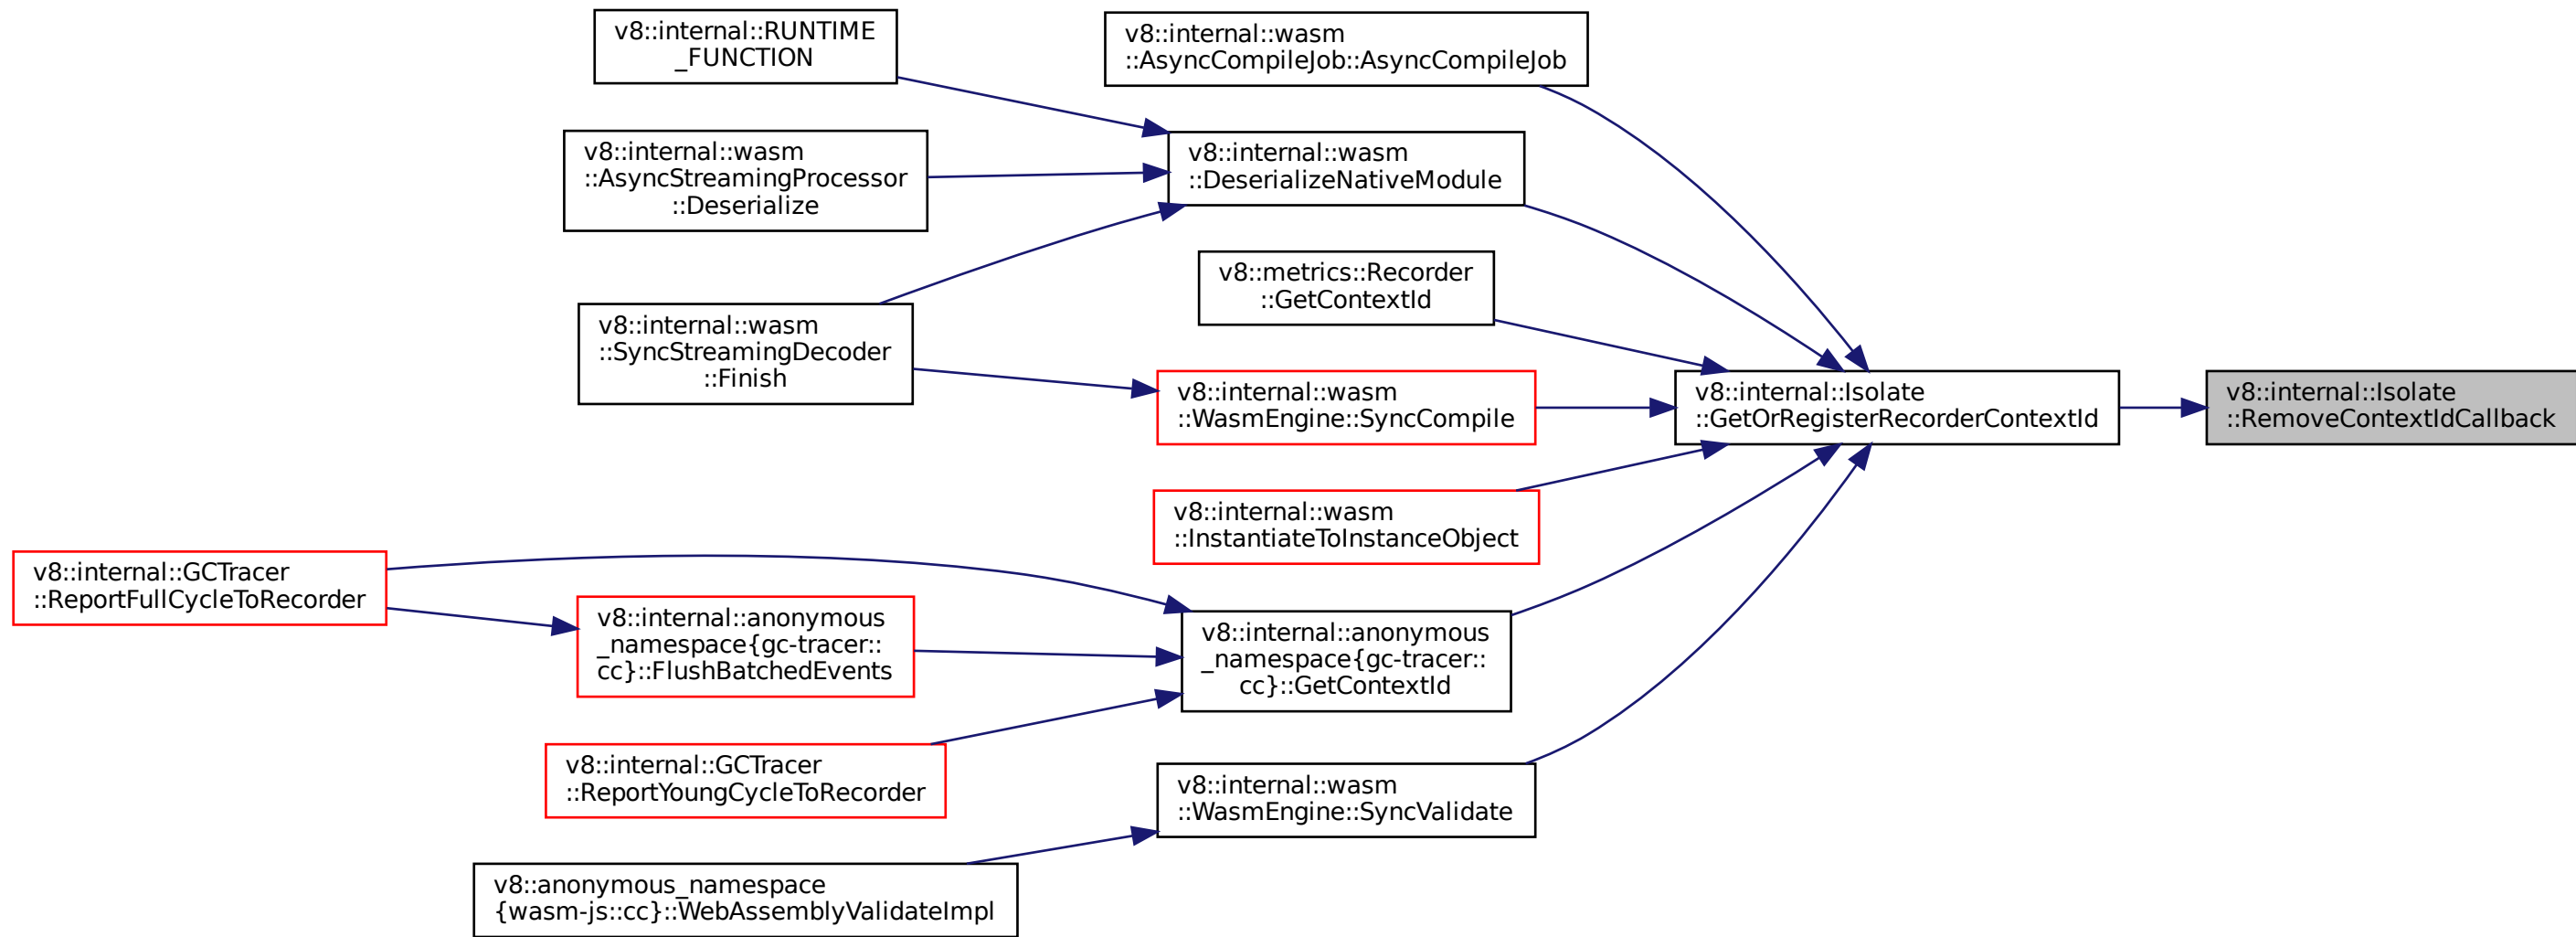 v8::internal::RUNTIME
_FUNCTION
v8::internal::wasm
::AsyncCompileJob::AsyncCompileJob
v8::internal::wasm
::AsyncStreamingProcessor
::Deserialize
v8::internal::wasm
::DeserializeNativeModule
v8::metrics::Recorder
::GetContextId
v8::internal::wasm
::SyncStreamingDecoder
::Finish
v8::internal::wasm
::WasmEngine::SyncCompile
v8::internal::Isolate
::GetOrRegisterRecorderContextId
v8::internal::Isolate
::RemoveContextIdCallback
v8::internal::wasm
::InstantiateToInstanceObject
v8::internal::GCTracer
::ReportFullCycleToRecorder
v8::internal::anonymous
_namespace{gc-tracer::
cc}::FlushBatchedEvents
v8::internal::anonymous
_namespace{gc-tracer::
cc}::GetContextId
v8::internal::GCTracer
::ReportYoungCycleToRecorder
v8::internal::wasm
::WasmEngine::SyncValidate
v8::anonymous_namespace
{wasm-js::cc}::WebAssemblyValidateImpl